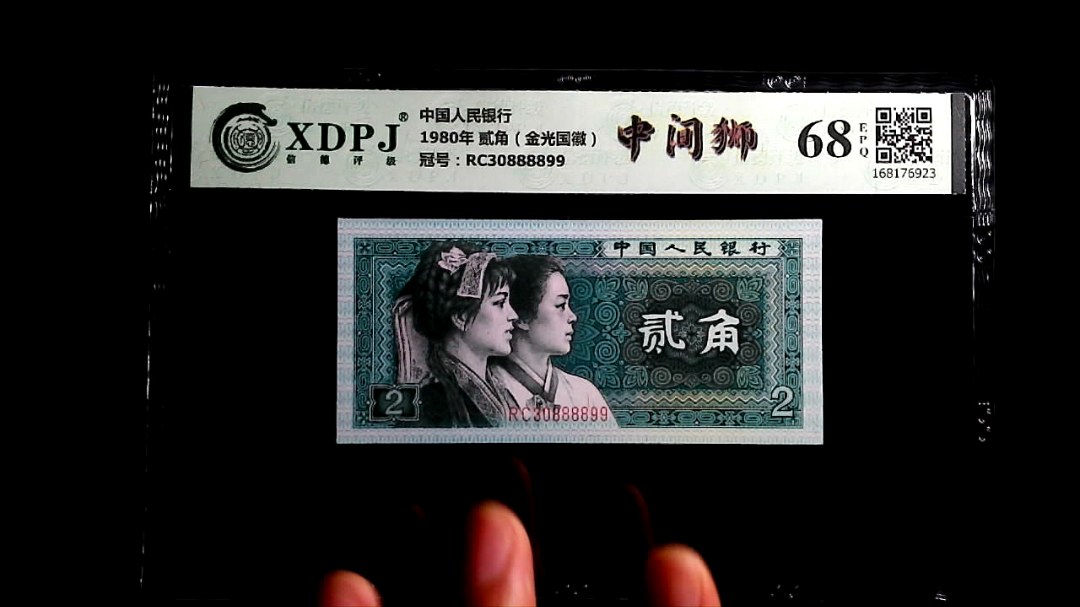 XDPJ®
信德评级
中国人民银行
1980年 贰角（金光国徽）
冠号：RC30888899
中间狮
68
EPQ
168176923
中国人民银行
贰角
2
2
RC30888899